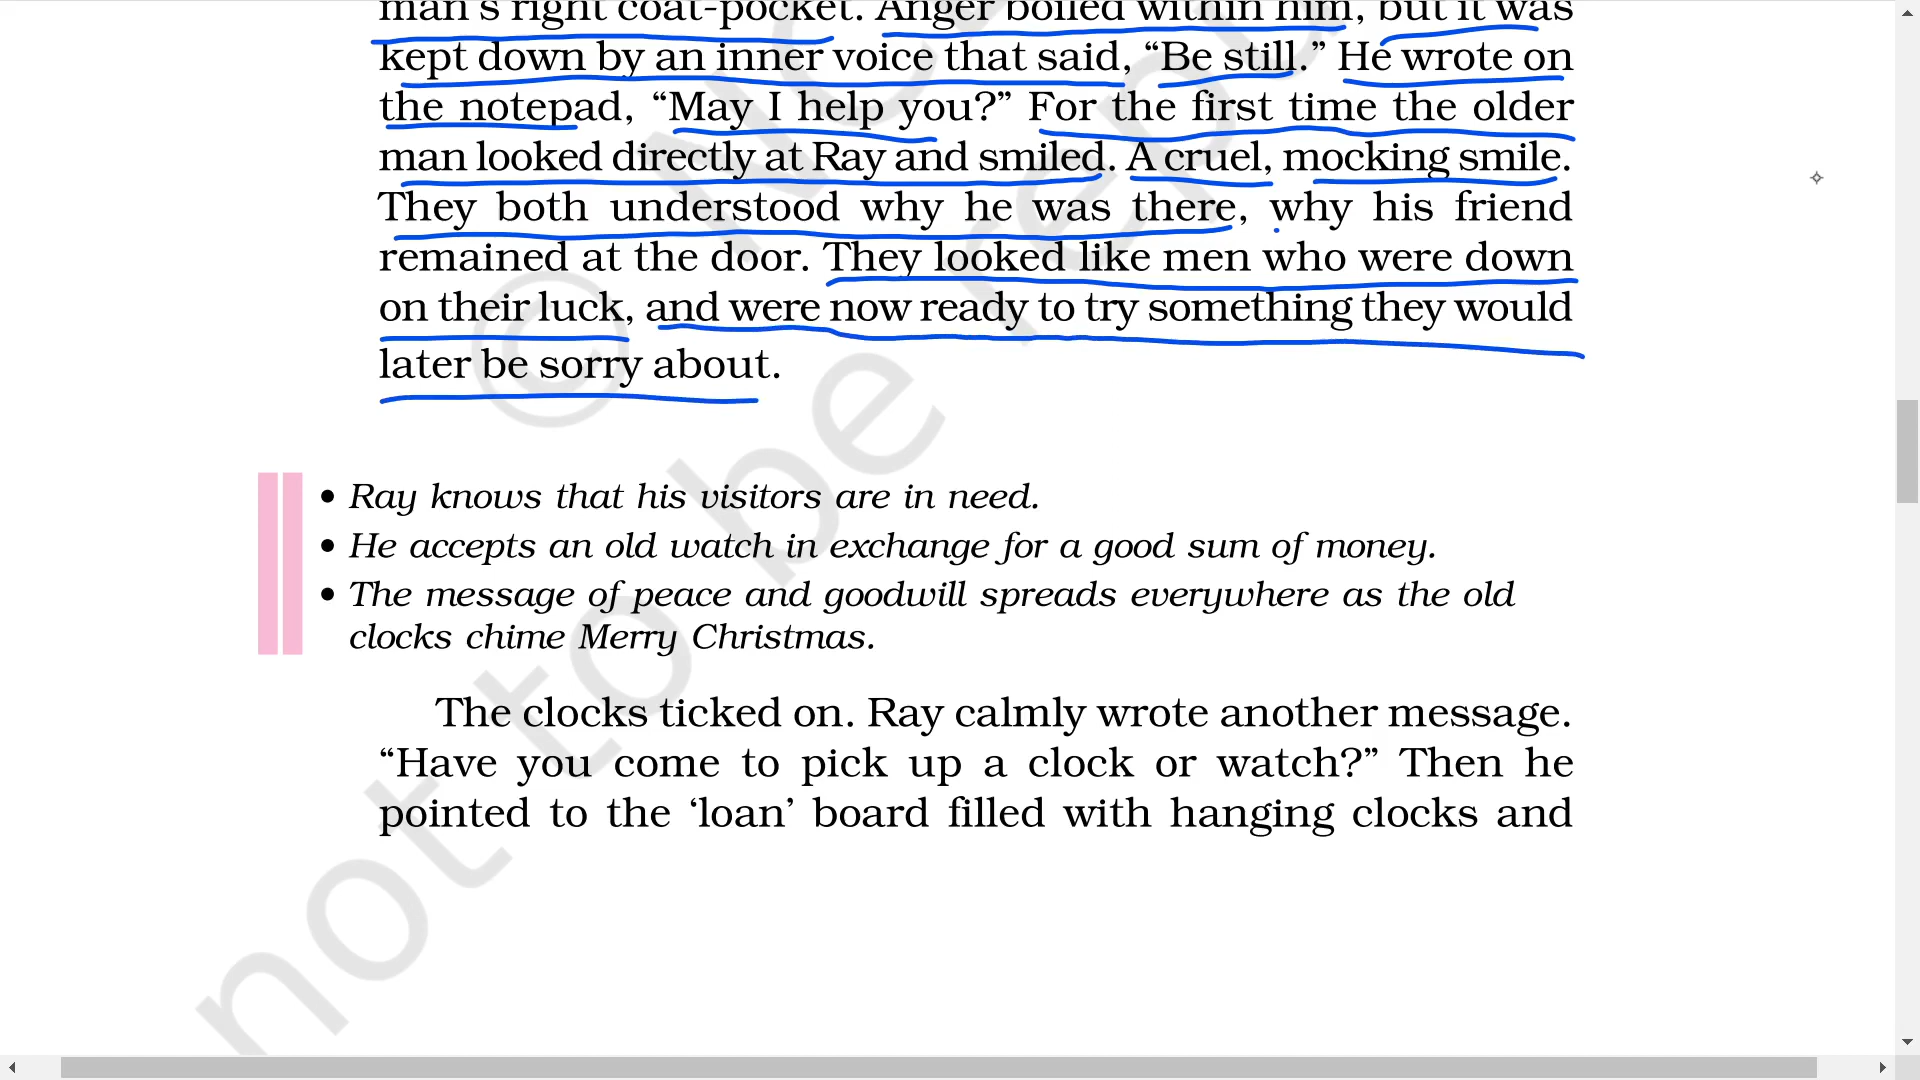 man's right coat-pocket. Anger boiled within him, but it was
kept down by an inner voice that said, “Be still.” He wrote on
the notepad, “May I help you?” For the first time the older
man looked directly at Ray and smiled. A cruel, mocking smile.
They both understood why he was there, why his friend
remained at the door. They looked like men who were down
on their luck, and were now ready to try something they would
later be sorry about.
• Ray knows that his visitors are in need.
• He accepts an old watch in exchange for a good sum of money.
• The message of peace and goodwill spreads everywhere as the old
clocks chime Merry Christmas.
The clocks ticked on. Ray calmly wrote another message.
“Have you come to pick up a clock or watch?” Then he
pointed to the ‘loan’ board filled with hanging clocks and
not to be rep
©